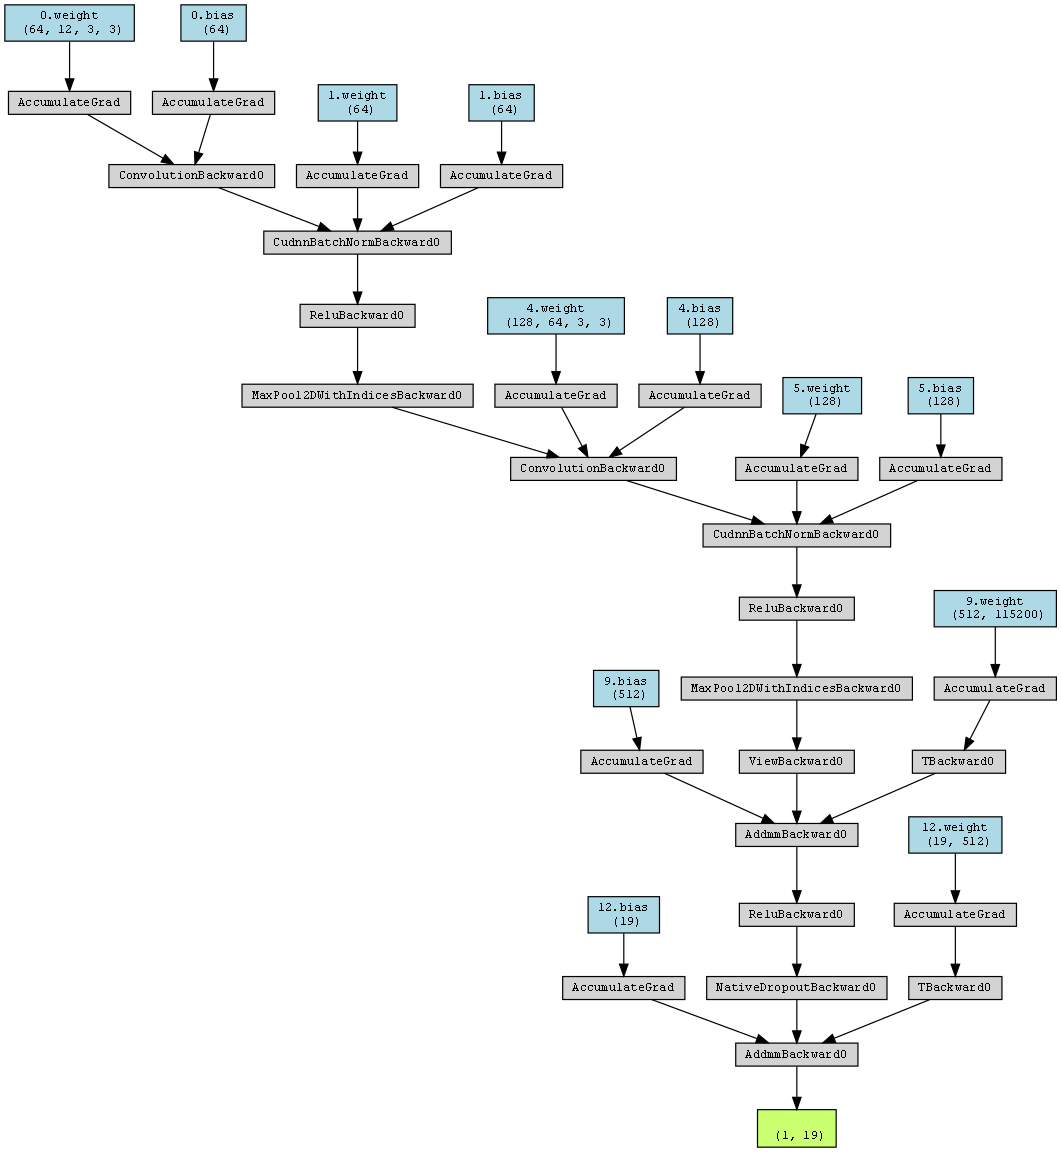 0.weight
(64, 12, 3, 3)
0.bias
(64)
AccumulateGrad
AccumulateGrad
1.weight
(64)
1.bias
(64)
ConvolutionBackward0
AccumulateGrad
AccumulateGrad
CudnnBatchNormBackward0
ReluBackward0
4.weight
(128, 64, 3, 3)
4.bias
(128)
MaxPool2DWithIndicesBackward0
AccumulateGrad
AccumulateGrad
5.weight
(128)
5.bias
(128)
ConvolutionBackward0
AccumulateGrad
AccumulateGrad
CudnnBatchNormBackward0
ReluBackward0
9.weight
(512, 115200)
9.bias
(512)
MaxPool2DWithIndicesBackward0
AccumulateGrad
AccumulateGrad
ViewBackward0
TBackward0
AddmmBackward0
12.weight
(19, 512)
12.bias
(19)
ReluBackward0
AccumulateGrad
AccumulateGrad
NativeDropoutBackward0
TBackward0
AddmmBackward0
(1, 19)